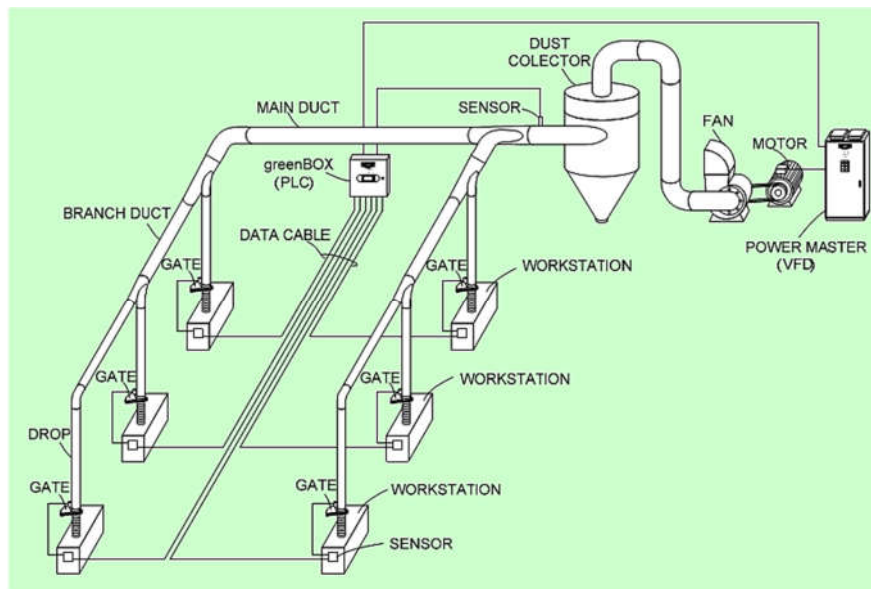 DUST
COLECTOR
SENSOR
MAIN DUCT
FAN
MOTOR
greenBOX
(PLC)
BRANCH DUCT
DATA CABLE
POWER MASTER
(VFD)
GATE
GATE
WORKSTATION
GATE
GATE
WORKSTATION
DROP
GATE
GATE
WORKSTATION
SENSOR